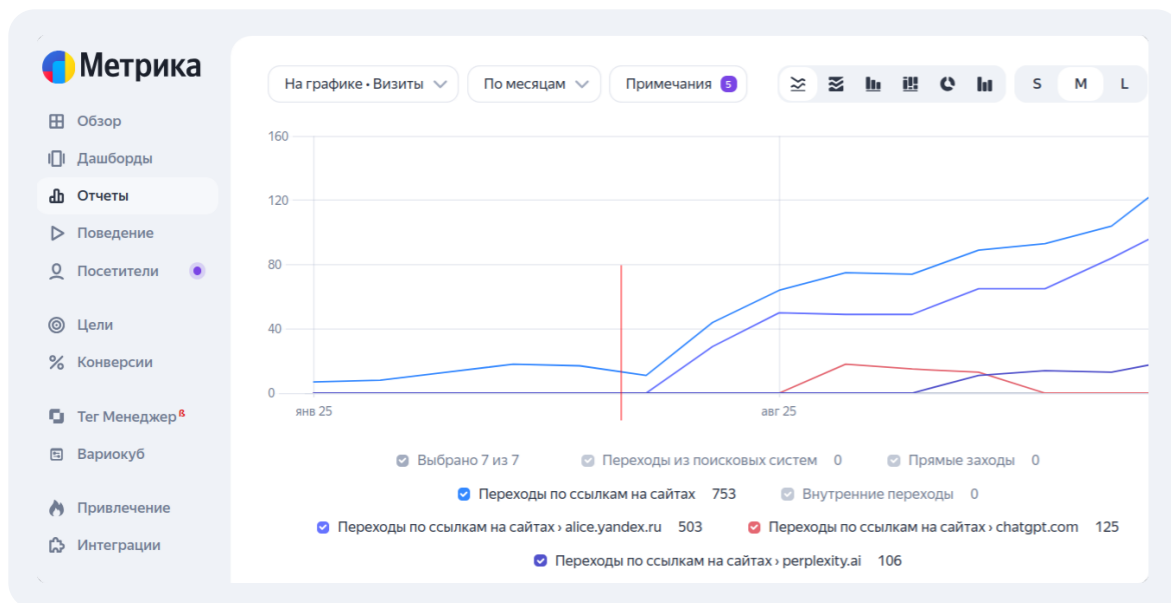 Метрика
Обзор
Дашборды
Отчеты
Поведение
Посетители
Цели
Конверсии
Тег Менеджер ß
Вариокуб
Привлечение
Интеграции
На графике • Визиты По месяцам Примечания 5 S M L
160
120
80
40
0
янв 25 авг 25
Выбрано 7 из 7 Переходы из поисковых систем 0 Прямые заходы 0
Переходы по ссылкам на сайтах 753 Внутренние переходы 0
Переходы по ссылкам на сайтах › alice.yandex.ru 503 Переходы по ссылкам на сайтах › chatgpt.com 125
Переходы по ссылкам на сайтах › perplexity.ai 106